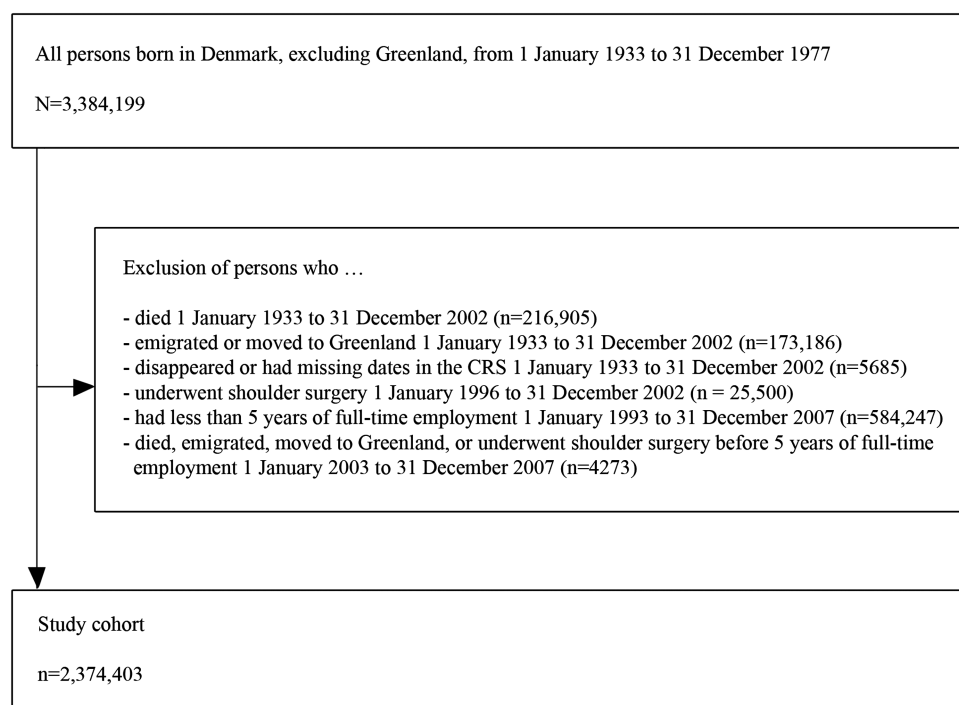 All persons born in Denmark, excluding Greenland, from 1 January 1933 to 31 December 1977
N=3,384,199
Exclusion of persons who …
- died 1 January 1933 to 31 December 2002 (n=216,905)
- emigrated or moved to Greenland 1 January 1933 to 31 December 2002 (n=173,186)
- disappeared or had missing dates in the CRS 1 January 1933 to 31 December 2002 (n=5685)
- underwent shoulder surgery 1 January 1996 to 31 December 2002 (n = 25,500)
- had less than 5 years of full-time employment 1 January 1993 to 31 December 2007 (n=584,247)
- died, emigrated, moved to Greenland, or underwent shoulder surgery before 5 years of full-time
employment 1 January 2003 to 31 December 2007 (n=4273)
Study cohort
n=2,374,403